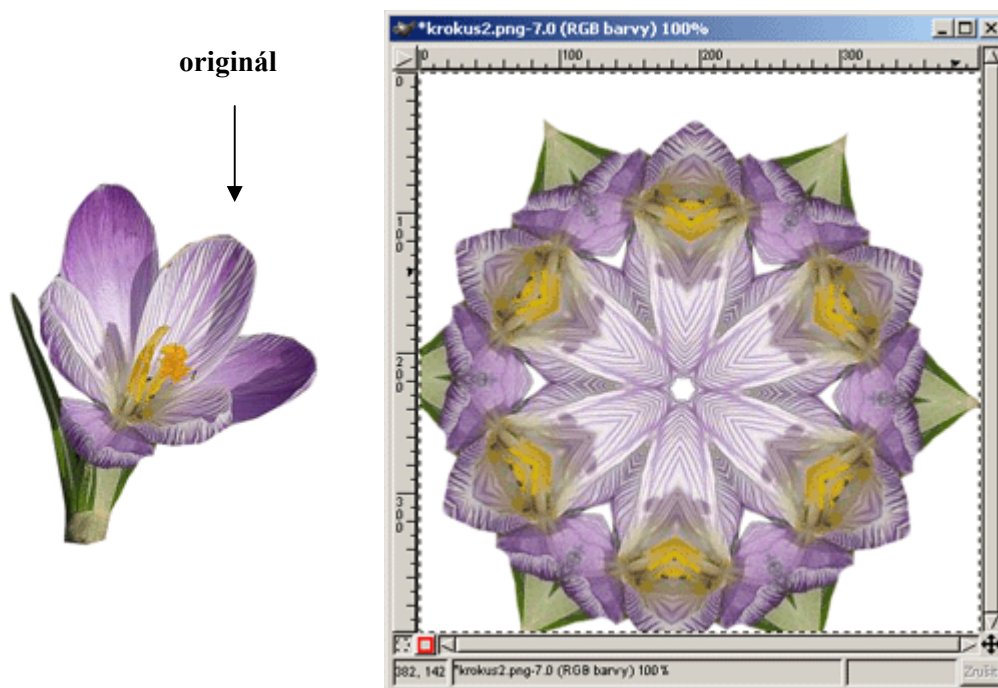 originál
*krokus2.png-7.0 (RGB barvy) 100%
0 100 200 300
0
100
200
300
382, 142 *krokus2.png-7.0 (RGB barvy) 100% Zrušit